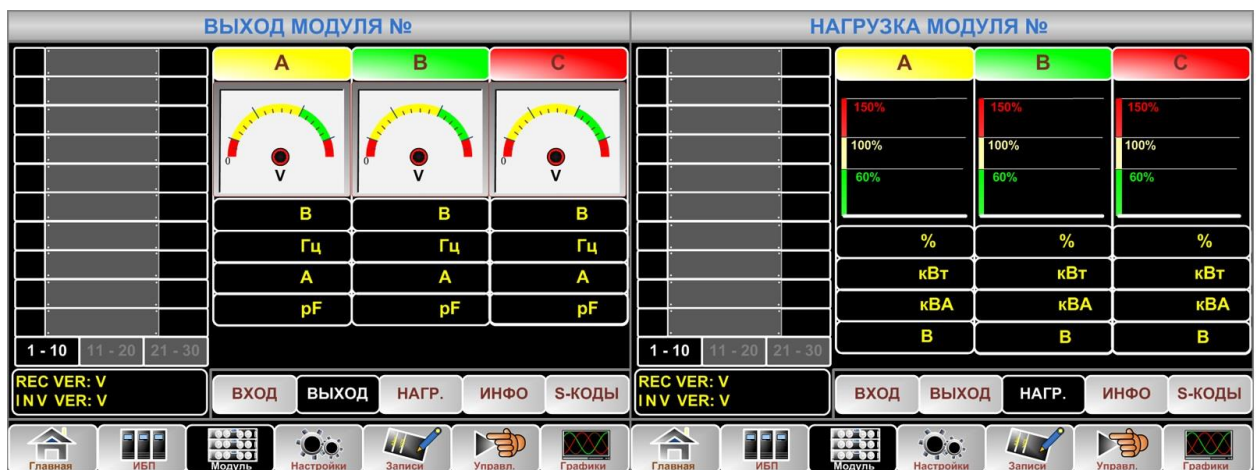 ВЫХОД МОДУЛЯ №
A B C
0 V 0 V 0 V
В В В
Гц Гц Гц
А А А
pF pF pF
1 - 10 11 - 20 21 - 30
REC VER: V
INV VER: V
ВХОД ВЫХОД НАГР. ИНФО S-КОДЫ
Главная ИБП Модуль Настройки Записи Управл. Графики
НАГРУЗКА МОДУЛЯ №
A B C
150% 150% 150%
100% 100% 100%
60% 60% 60%
% % %
кВт кВт кВт
кВА кВА кВА
В В В
1 - 10 11 - 20 21 - 30
REC VER: V
INV VER: V
ВХОД ВЫХОД НАГР. ИНФО S-КОДЫ
Главная ИБП Модуль Настройки Записи Управл. Графики